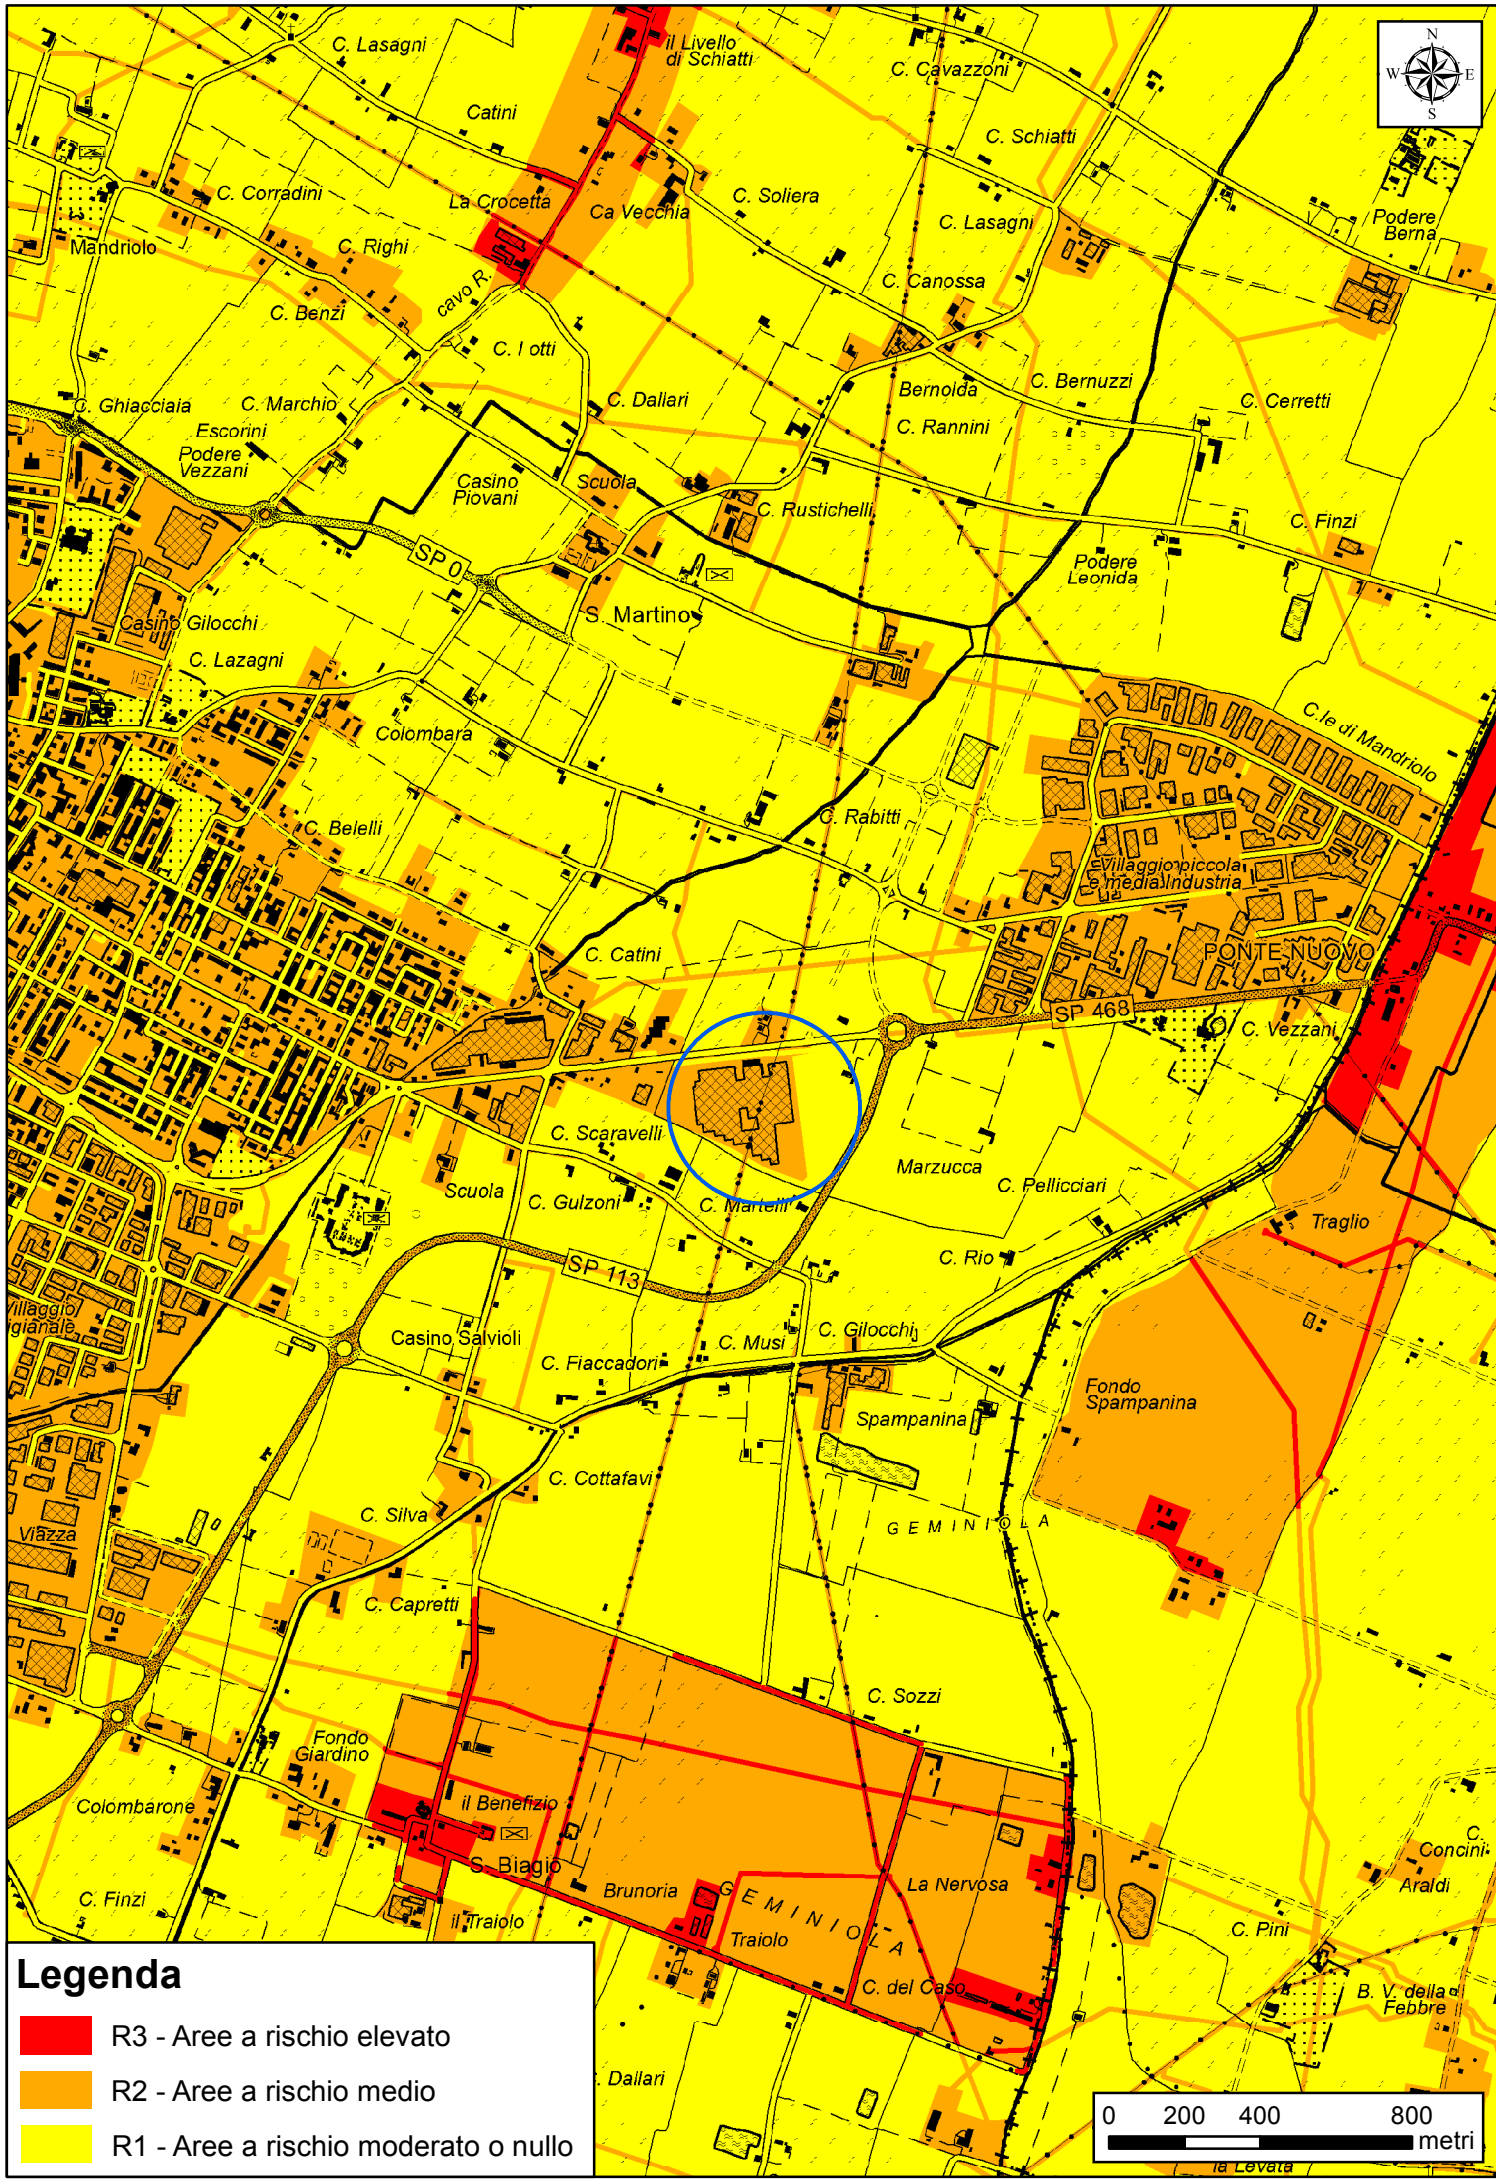 N
W E
S
C. Lasagni
il Livello
di Schiatti
C. Cavazzoni
Catini
C. Schiatti
C. Corradini
La Crocetta
Ca Vecchia
C. Soliera
C. Lasagni
Podere
Berna
Mandriolo
C. Righi
cavo R.
C. Canossa
C. Benzi
C. Lotti
C. Ghiacciaia
C. Marchio
C. Dallari
Bernolda
C. Bernuzzi
C. Cerretti
Escorini
Podere
Vezzani
C. Rannini
Casino
Piovani
Scuola
C. Rustichelli
C. Finzi
SP 0
Podere
Leonida
Casino Gilocchi
S. Martino
C. Lazagni
Colombara
C.le di Mandriolo
C. Belelli
C. Rabitti
Villaggio piccola
e media Industria
C. Catini
PONTE NUOVO
SP 468
C. Vezzani
C. Scaravelli
Marzucca
Scuola
C. Gulzoni
C. Martelli
C. Pellicciari
Traglio
C. Rio
SP 113
Villaggio
igianale
Casino Salvioli
C. Musi
C. Gilocchi
C. Fiaccadori
Fondo
Spampanina
Spampanina
C. Cottafavi
C. Silva
GEMINIOLA
Viazza
C. Capretti
C. Sozzi
Fondo
Giardino
Colombarone
il Benefizio
C.
Concini
S. Biagio
Araldi
C. Finzi
Brunoria
GEMINIOLA
La Nervosa
il Traiolo
Traiolo
C. Pini
C. del Caso
B. V. della
Febbre
. Dallari
la Levata
Legenda
R3 - Aree a rischio elevato
R2 - Aree a rischio medio
R1 - Aree a rischio moderato o nullo
0 200 400 800
metri